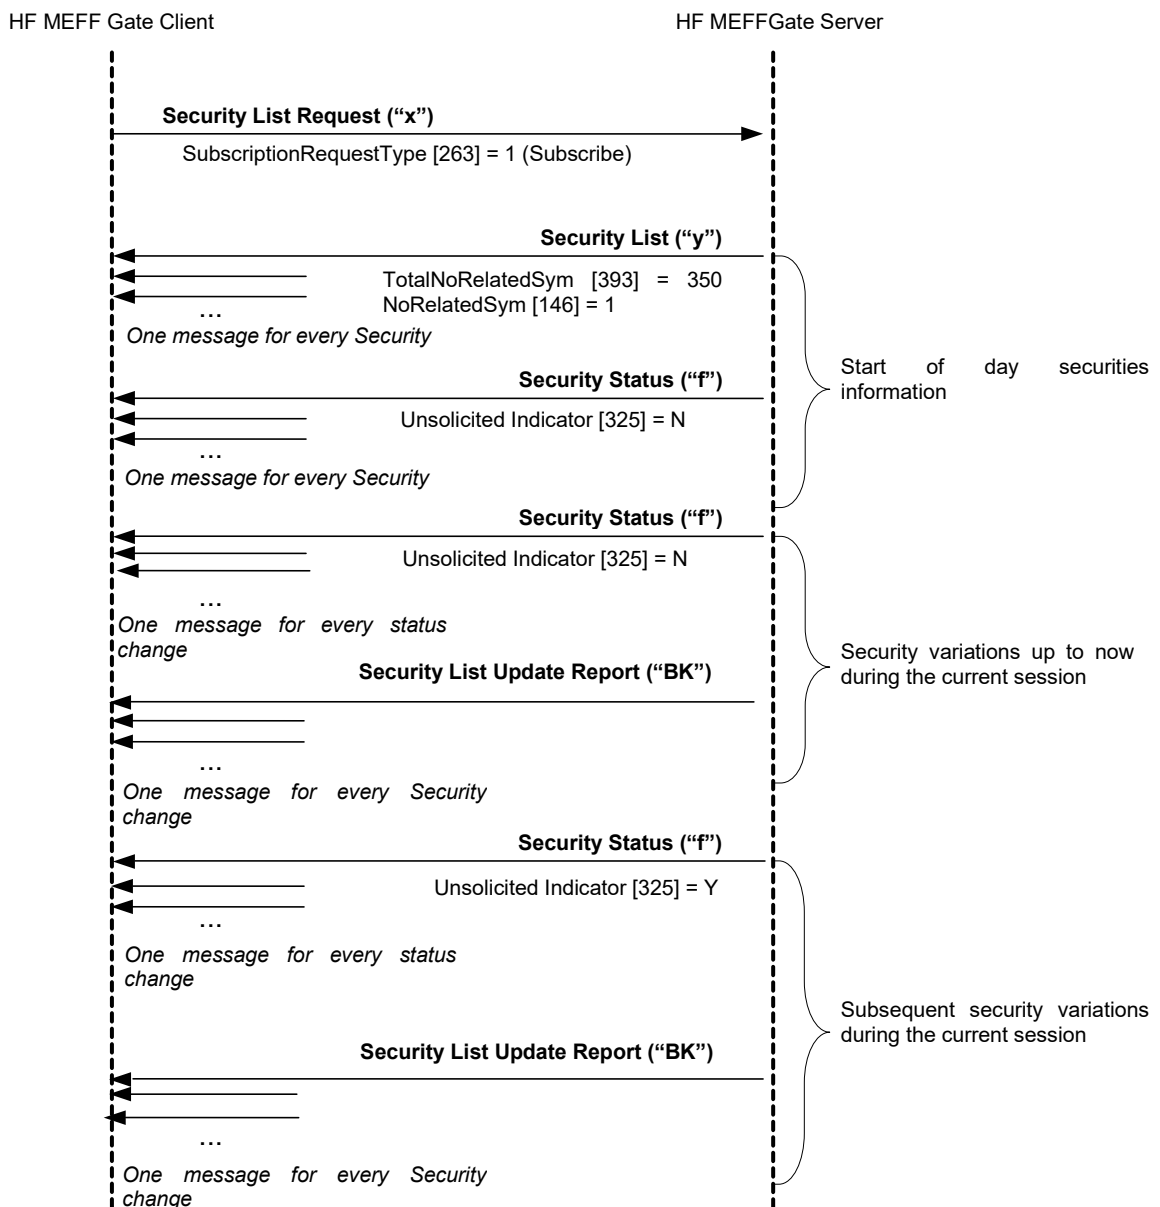 HF MEFF Gate Client
HF MEFFGate Server
Security List Request (“x”)
SubscriptionRequestType [263] = 1 (Subscribe)
Security List (“y”)
TotalNoRelatedSym [393] = 350
NoRelatedSym [146] = 1
...
One message for every Security
Start of day securities
information
Security Status (“f”)
Unsolicited Indicator [325] = N
...
One message for every Security
Security Status (“f”)
Unsolicited Indicator [325] = N
...
One message for every status
change
Security variations up to now
during the current session
Security List Update Report (“BK”)
...
One message for every Security
change
Security Status (“f”)
Unsolicited Indicator [325] = Y
...
One message for every status
change
Subsequent security variations
during the current session
Security List Update Report (“BK”)
...
One message for every Security
change